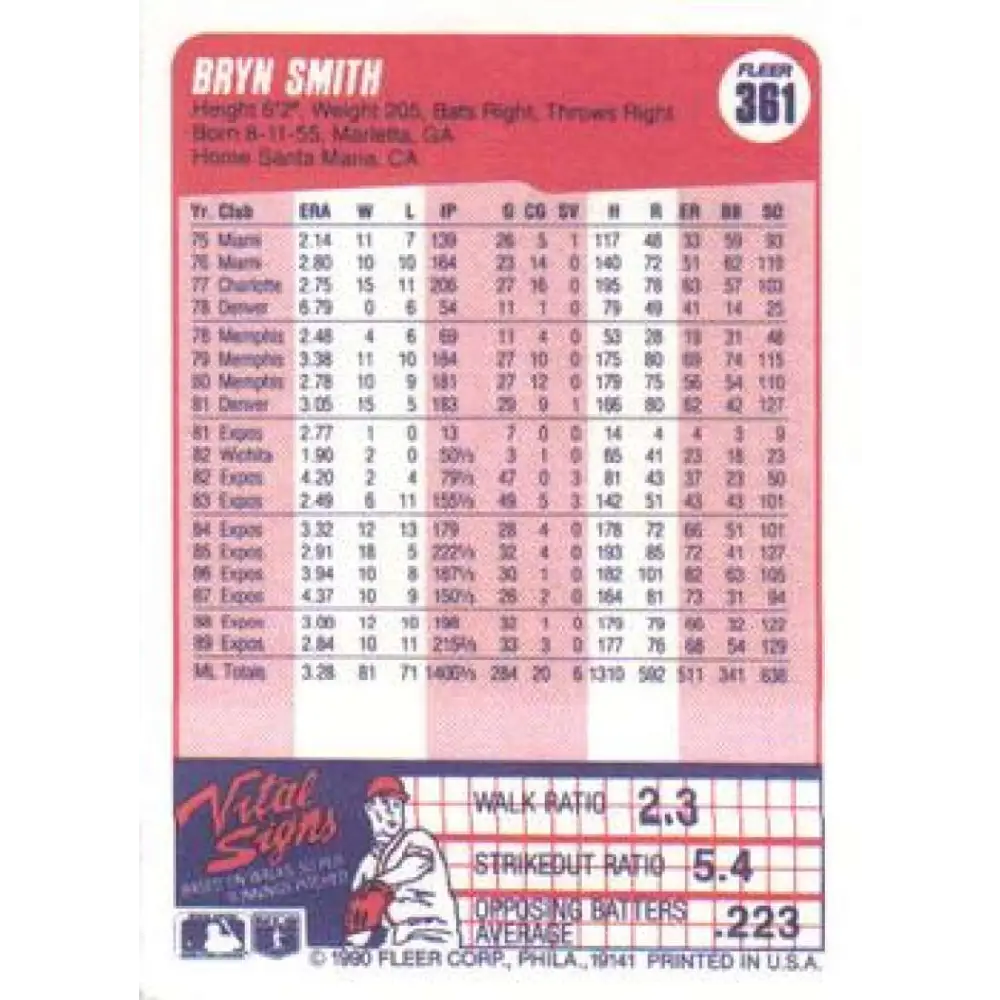 BRYN SMITH
FLEER
361
Height 6'2", Weight 205, Bats Right, Throws Right
Born 8-11-55, Marietta, GA
Home Santa Maria, CA
Yr. Club ERA W L IP G CG SV H R ER BB SO
75 Miami 2.14 11 7 139 26 5 1 117 48 33 59 93
76 Miami 2.80 10 10 164 23 14 0 140 72 51 62 119
77 Charlotte 2.75 15 11 206 27 16 0 195 78 63 57 103
78 Denver 6.79 0 6 54 11 1 0 79 49 41 14 25
78 Memphis 2.48 4 6 69 11 4 0 53 28 19 31 48
79 Memphis 3.38 11 10 184 27 10 0 175 80 69 74 115
80 Memphis 2.78 10 9 181 27 12 0 179 75 56 54 110
81 Denver 3.05 15 5 183 29 9 1 166 80 62 42 127
81 Expos 2.77 1 0 13 7 0 0 14 4 4 3 9
82 Wichita 1.90 2 0 3 1 0 65 41 23 18 23
82 Expos 4.20 2 4 79⅓ 47 0 3 81 43 37 23 50
83 Expos 2.49 6 11 155⅓ 49 5 3 142 51 43 43 101
84 Expos 3.32 12 13 179 28 4 0 178 72 66 51 101
85 Expos 2.91 18 5 222⅓ 32 4 0 193 85 72 41 127
86 Expos 3.94 10 8 187⅓ 30 1 0 182 101 82 63 105
87 Expos 4.37 10 9 150⅓ 26 2 0 164 81 73 31 94
88 Expos 3.00 12 10 198 32 1 0 179 79 66 32 122
89 Expos 2.84 10 11 215⅔ 33 3 0 177 76 68 54 129
ML Totals 3.28 81 71 1400⅓ 284 20 6 1310 592 511 341 838
Vital
Signs
BASED ON WALKS, SO PER
9 INNINGS PITCHED
WALK RATIO 2.3
STRIKEOUT RATIO 5.4
OPPOSING BATTERS
AVERAGE .223
© 1990 FLEER CORP., PHILA., 19141 PRINTED IN U.S.A.